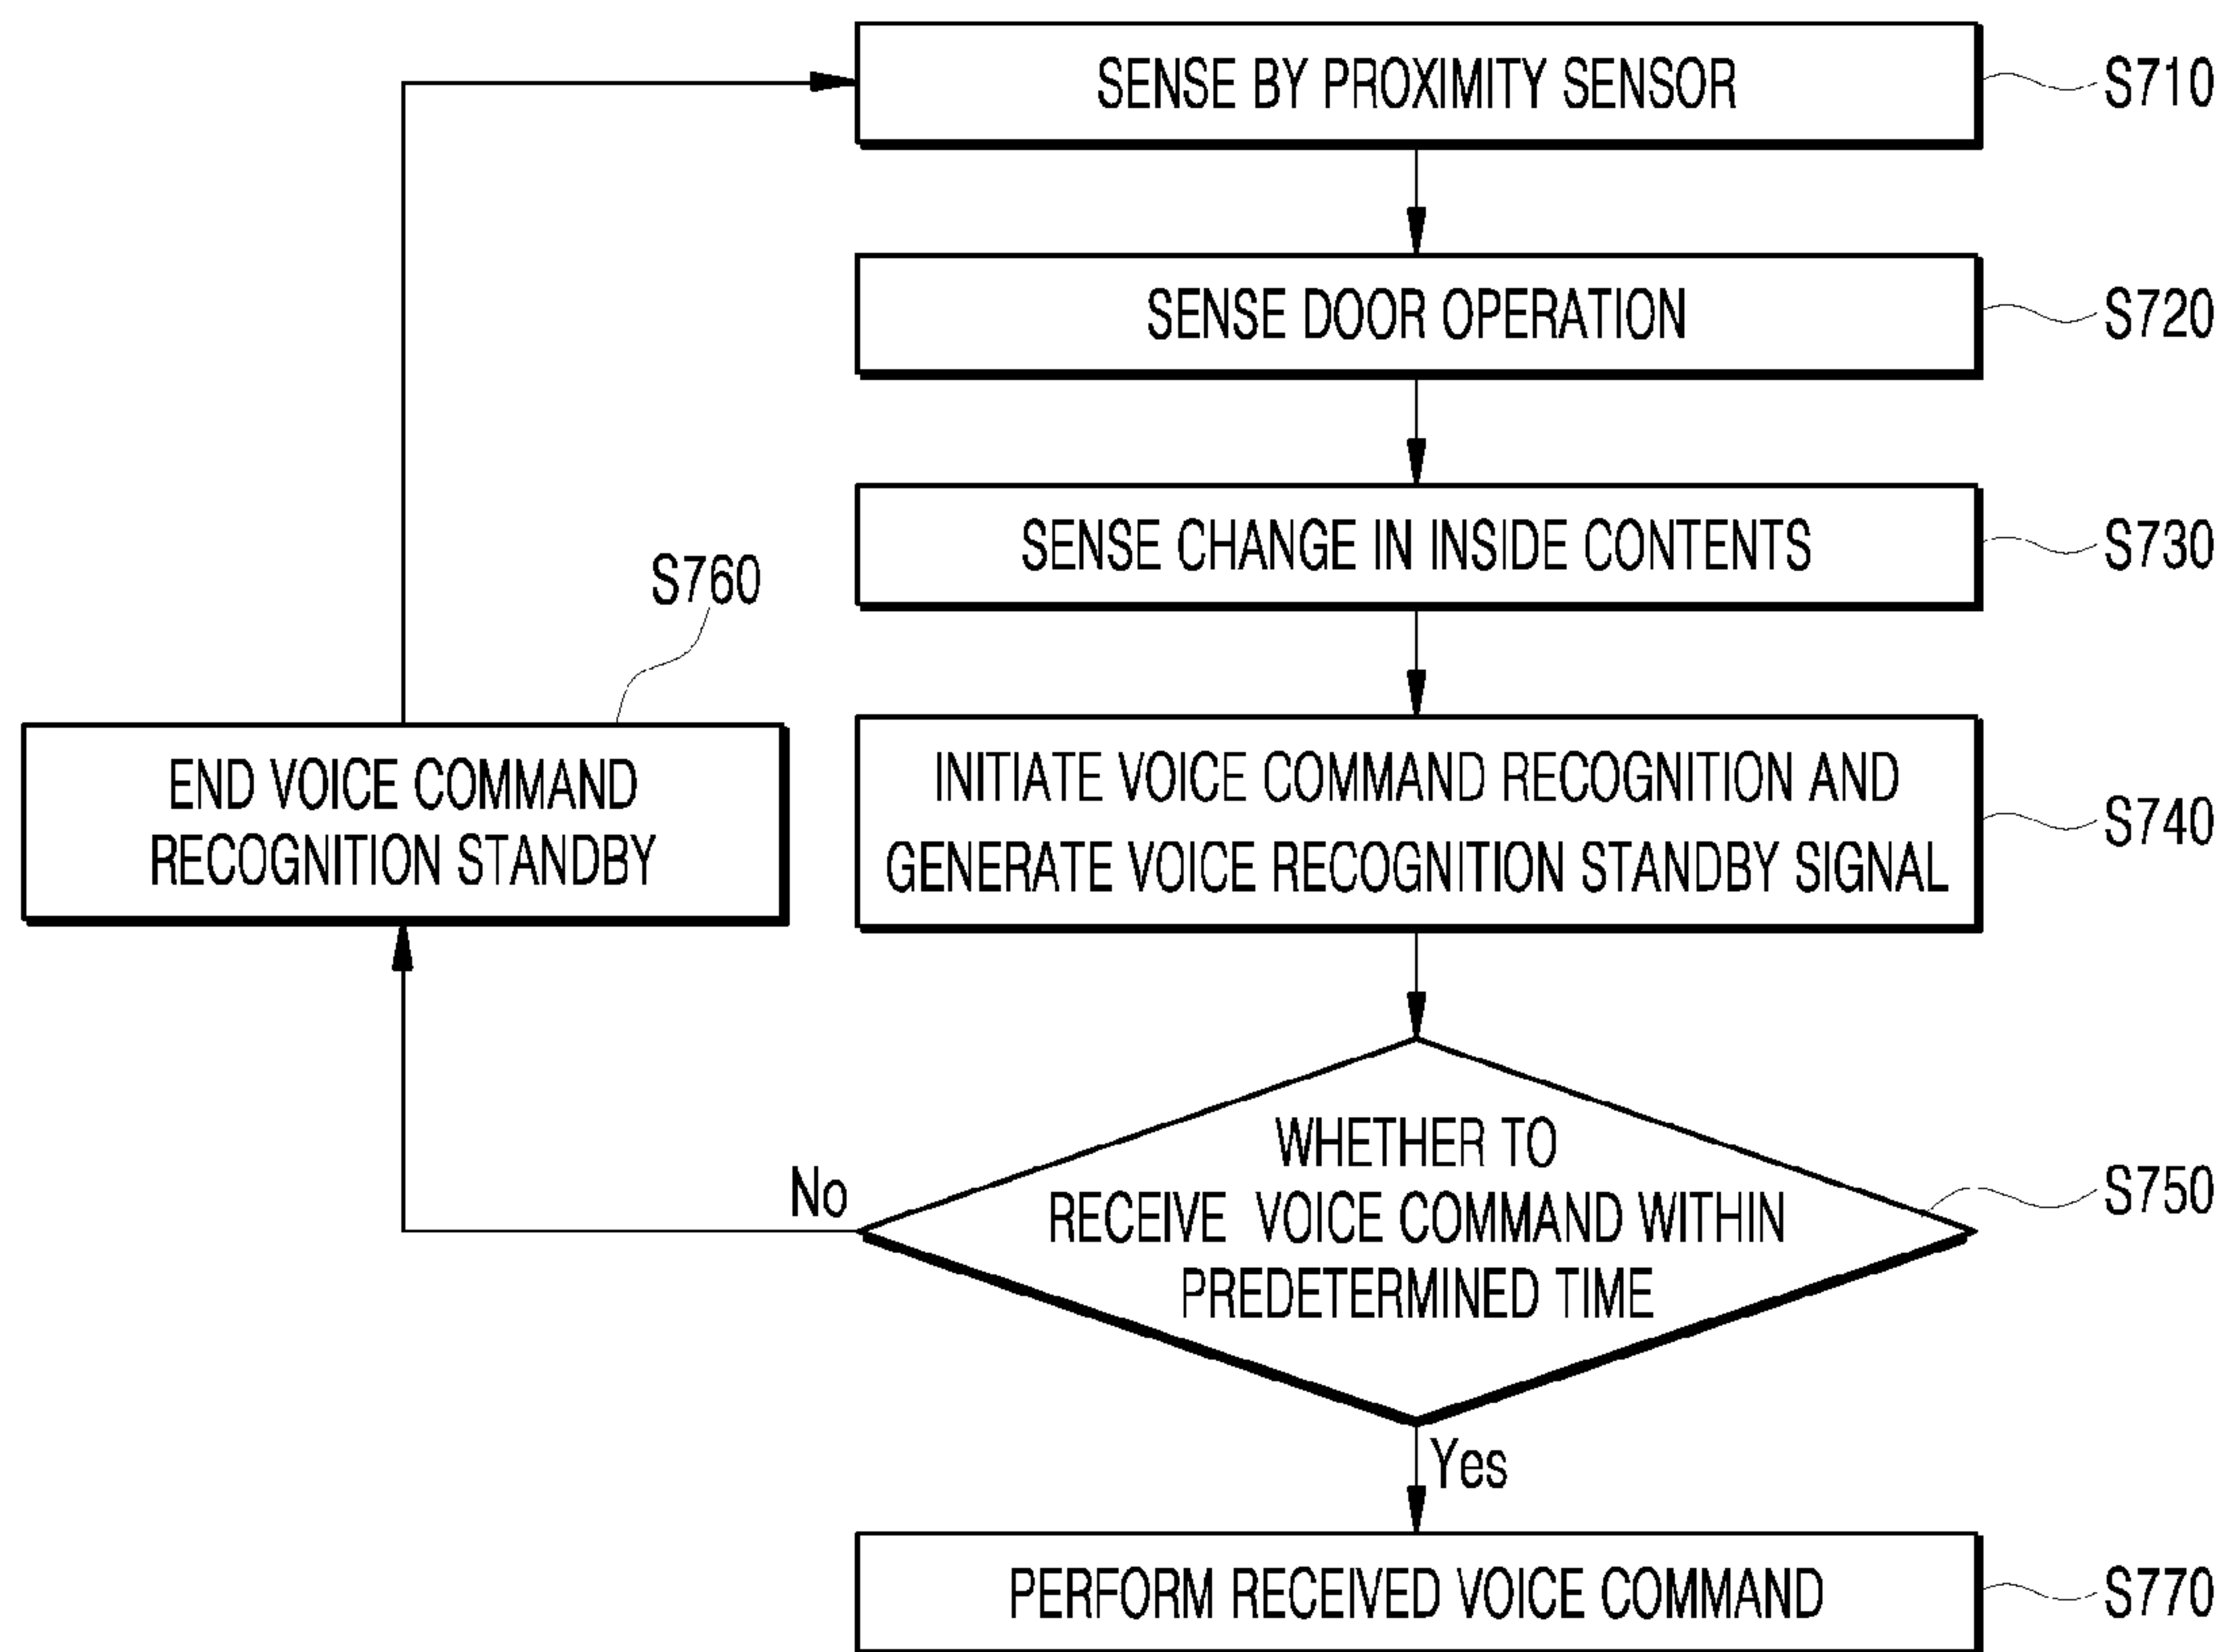 SENSE BY PROXIMITY SENSOR
S710
SENSE DOOR OPERATION
S720
SENSE CHANGE IN INSIDE CONTENTS
S730
S760
END VOICE COMMAND
RECOGNITION STANDBY
INITIATE VOICE COMMAND RECOGNITION AND
GENERATE VOICE RECOGNITION STANDBY SIGNAL
S740
WHETHER TO
RECEIVE VOICE COMMAND WITHIN
PREDETERMINED TIME
S750
No
Yes
PERFORM RECEIVED VOICE COMMAND
S770